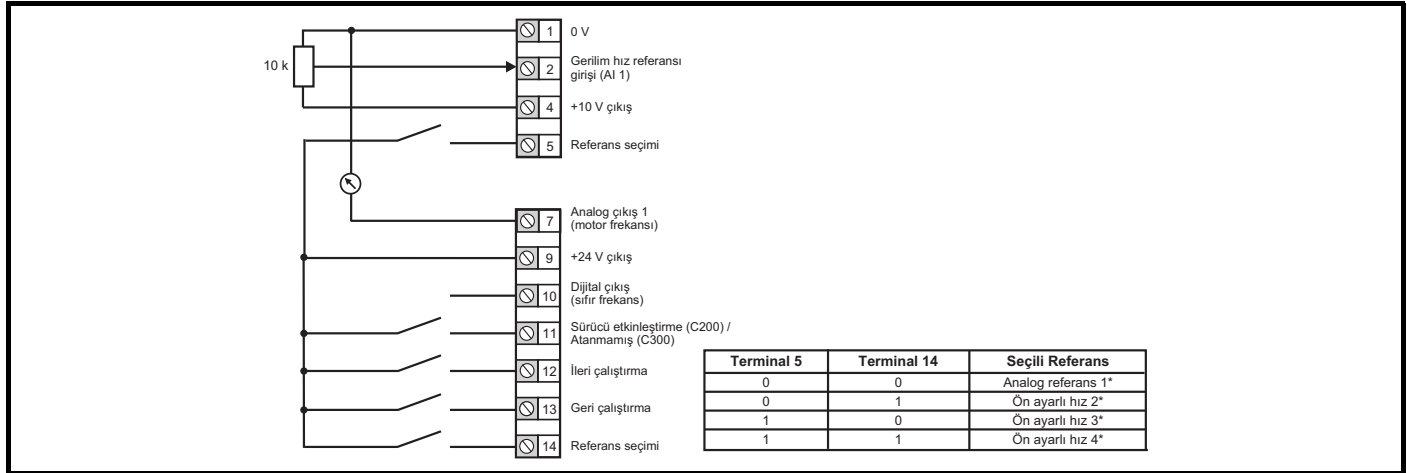 1 0 V
10 k
2 Gerilim hız referansı
girişi (AI 1)
4 +10 V çıkış
5 Referans seçimi
7 Analog çıkış 1
(motor frekansı)
9 +24 V çıkış
10 Dijital çıkış
(sıfır frekans)
11 Sürücü etkinleştirme (C200) /
Atanmamış (C300)
12 İleri çalıştırma
13 Geri çalıştırma
14 Referans seçimi
Terminal 5 Terminal 14 Seçili Referans
0 0 Analog referans 1*
0 1 Ön ayarlı hız 2*
1 0 Ön ayarlı hız 3*
1 1 Ön ayarlı hız 4*